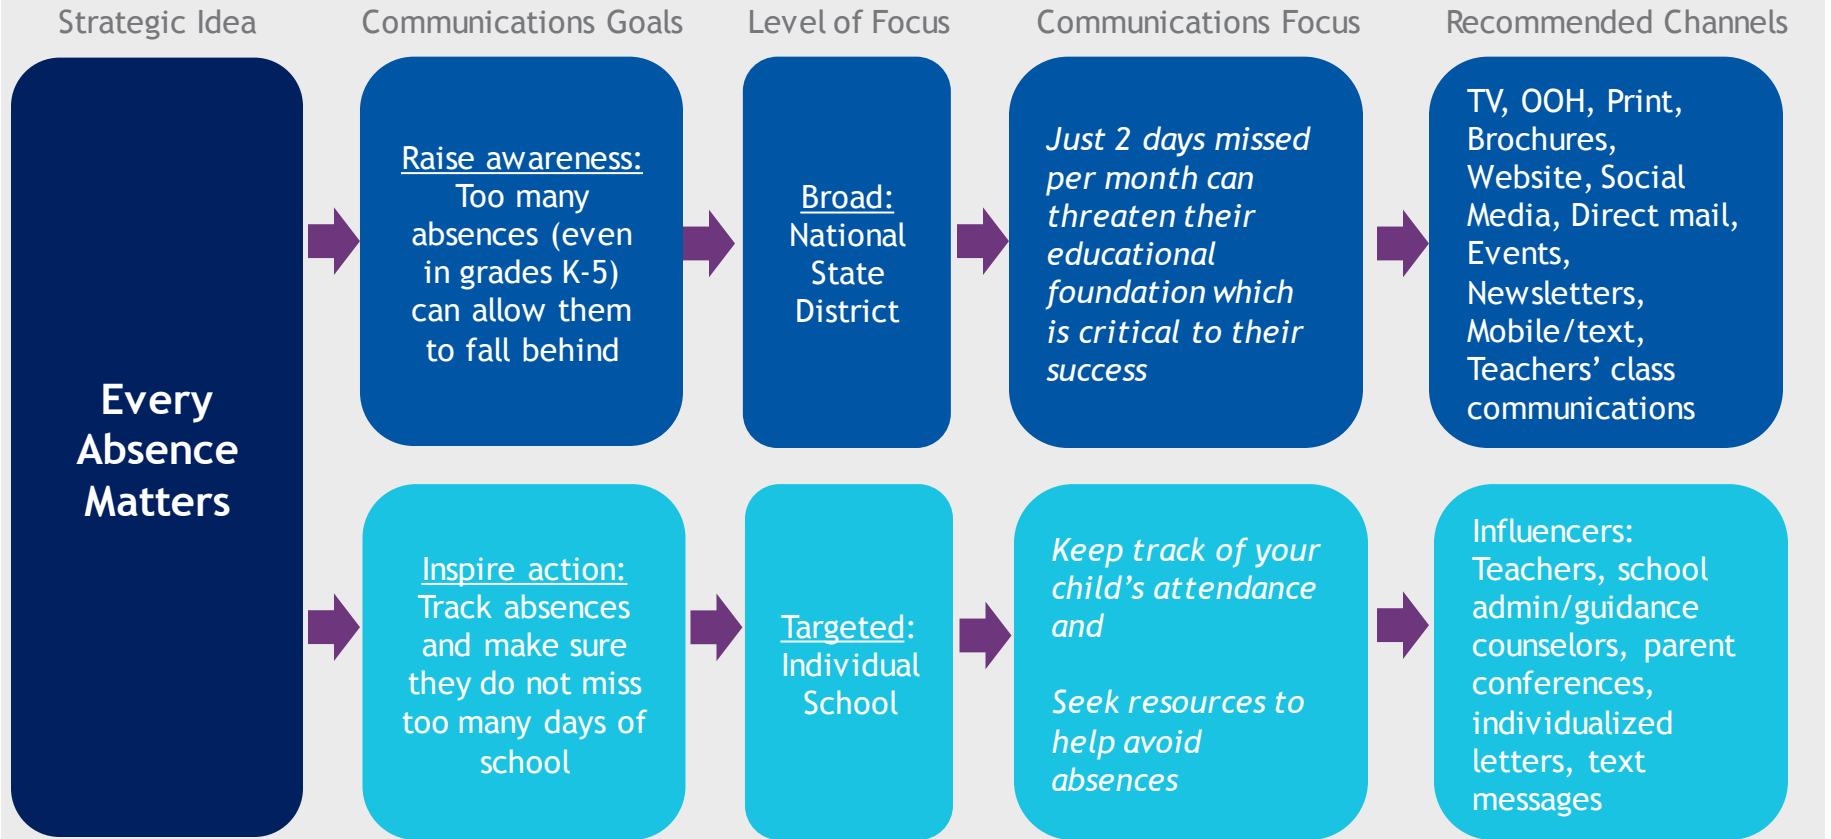 Strategic Idea
Communications Goals
Level of Focus
Communications Focus
Recommended Channels
Every
Absence
Matters
Raise awareness:
Too many
absences (even
in grades K-5)
can allow them
to fall behind
Broad:
National
State
District
Just 2 days missed
per month can
threaten their
educational
foundation which
is critical to their
success
TV, OOH, Print,
Brochures,
Website, Social
Media, Direct mail,
Events,
Newsletters,
Mobile/text,
Teachers’ class
communications
Inspire action:
Track absences
and make sure
they do not miss
too many days of
school
Targeted:
Individual
School
Keep track of your
child’s attendance
and
Seek resources to
help avoid
absences
Influencers:
Teachers, school
admin/guidance
counselors, parent
conferences,
individualized
letters, text
messages